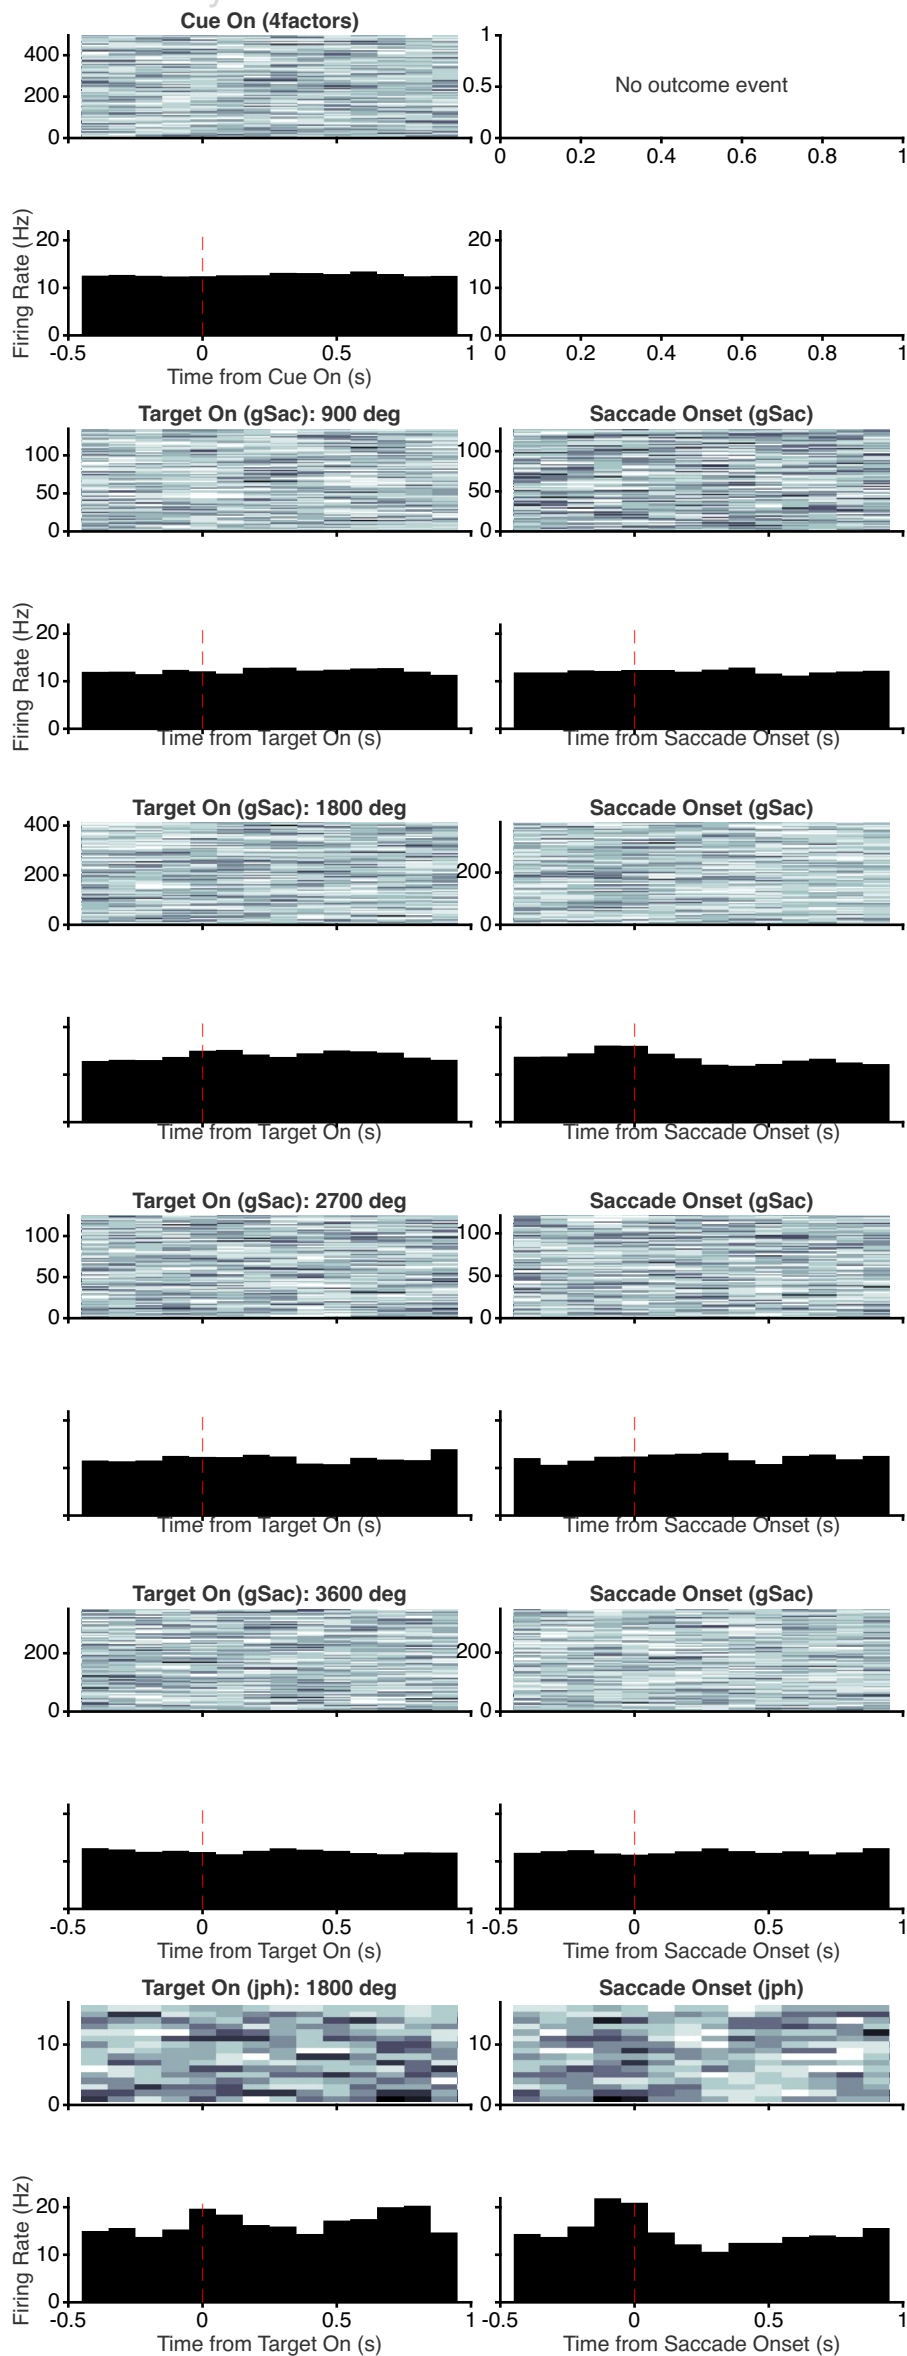 Cue On (4factors)
400
200
0
1
0.5
0
No outcome event
0 0.2 0.4 0.6 0.8 1
Firing Rate (Hz)
20
10
0
-0.5 0 0.5 1
Time from Cue On (s)
20
10
0
0 0.2 0.4 0.6 0.8 1
Target On (gSac): 900 deg
100
50
0
Saccade Onset (gSac)
100
50
0
Firing Rate (Hz)
20
10
0
Time from Target On (s)
Time from Saccade Onset (s)
Target On (gSac): 1800 deg
400
200
0
Saccade Onset (gSac)
200
0
Time from Target On (s)
Time from Saccade Onset (s)
Target On (gSac): 2700 deg
100
50
0
Saccade Onset (gSac)
100
50
0
Time from Target On (s)
Time from Saccade Onset (s)
Target On (gSac): 3600 deg
200
0
Saccade Onset (gSac)
200
0
-0.5 0 0.5 1
Time from Target On (s)
-0.5 0 0.5 1
Time from Saccade Onset (s)
Target On (jph): 1800 deg
10
0
Saccade Onset (jph)
10
0
Firing Rate (Hz)
20
10
0
-0.5 0 0.5 1
Time from Target On (s)
-0.5 0 0.5 1
Time from Saccade Onset (s)